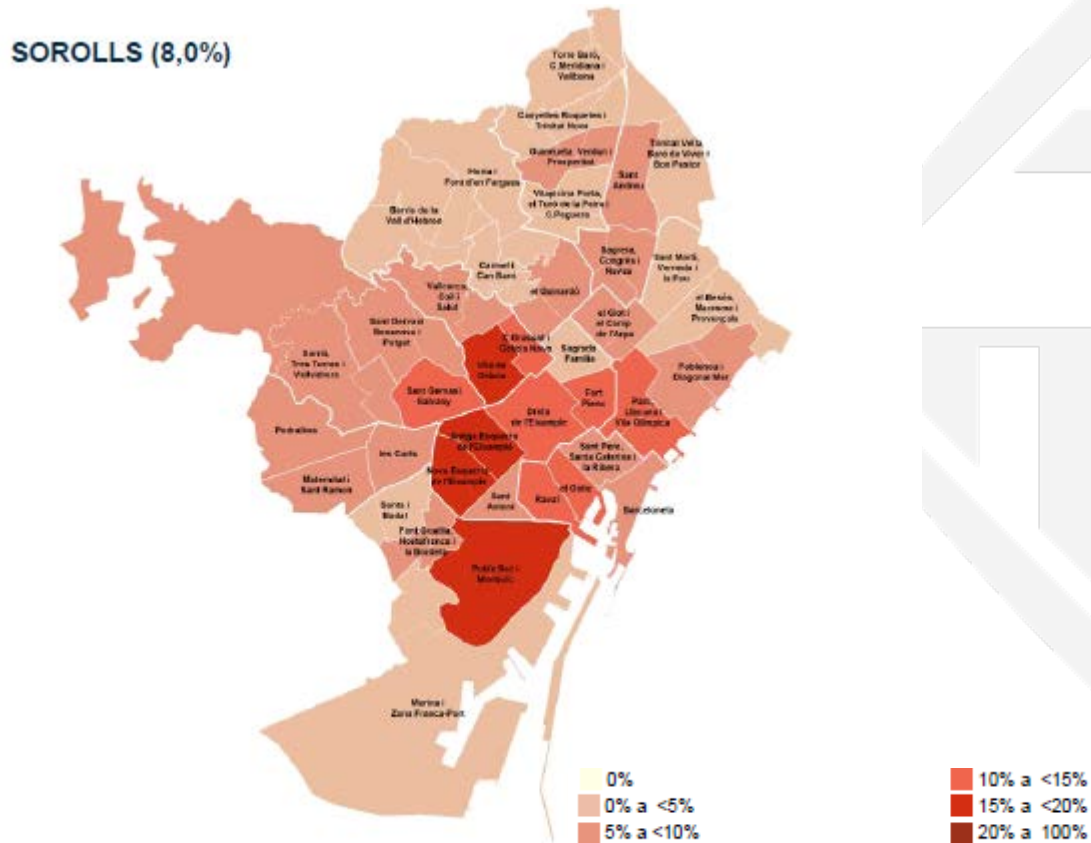 SOROLLS (8,0%)
Torre Baró,
C.Meridiana i
Vallbona
Canyelles Roquetes i
Trinitat Nova
Guineueta, Verdun i
Prosperitat
Trinitat Vella,
Baró de Viver i
Bon Pastor
Sant
Andreu
Horta i
Font d'en Fargues
Vilapicina Porta,
el Turó de la Peira i
C.Peguera
Barris de la
Vall d'Hebron
Sagrera,
Congrés i
Navas
Sant Martí,
Verneda i
la Pau
Carmel i
Can Baró
Vallcarca,
Coll i
Salut
el Guinardó
el Besòs,
Maresme i
Provençals
el Clot i
el Camp
de l'Arpa
Sant Gervasi
Bonanova i
Putget
Gràcia Nova
Sagrada
Família
Sarrià,
Tres Torres i
Vallvidrera
Vila de
Gràcia
Poblenou i
Diagonal Mar
Sant Gervasi
Galvany
Fort
Pienc
Parc,
Llacuna i
Vila Olímpica
Dreta
de l'Eixample
Pedralbes
Antiga Esquerra
de l'Eixample
Sant Pere,
Santa Caterina i
la Ribera
les Corts
Nova Esquerra
de l'Eixample
Maternitat i
Sant Ramon
el Gòtic
Sant
Antoni
Raval
Barceloneta
Sants i
Badal
Font Guatlla,
Hostafrancs i
la Bordeta
Poble Sec i
Montjuïc
Marina i
Zona Franca-Port
0%
0% a <5%
5% a <10%
10% a <15%
15% a <20%
20% a 100%